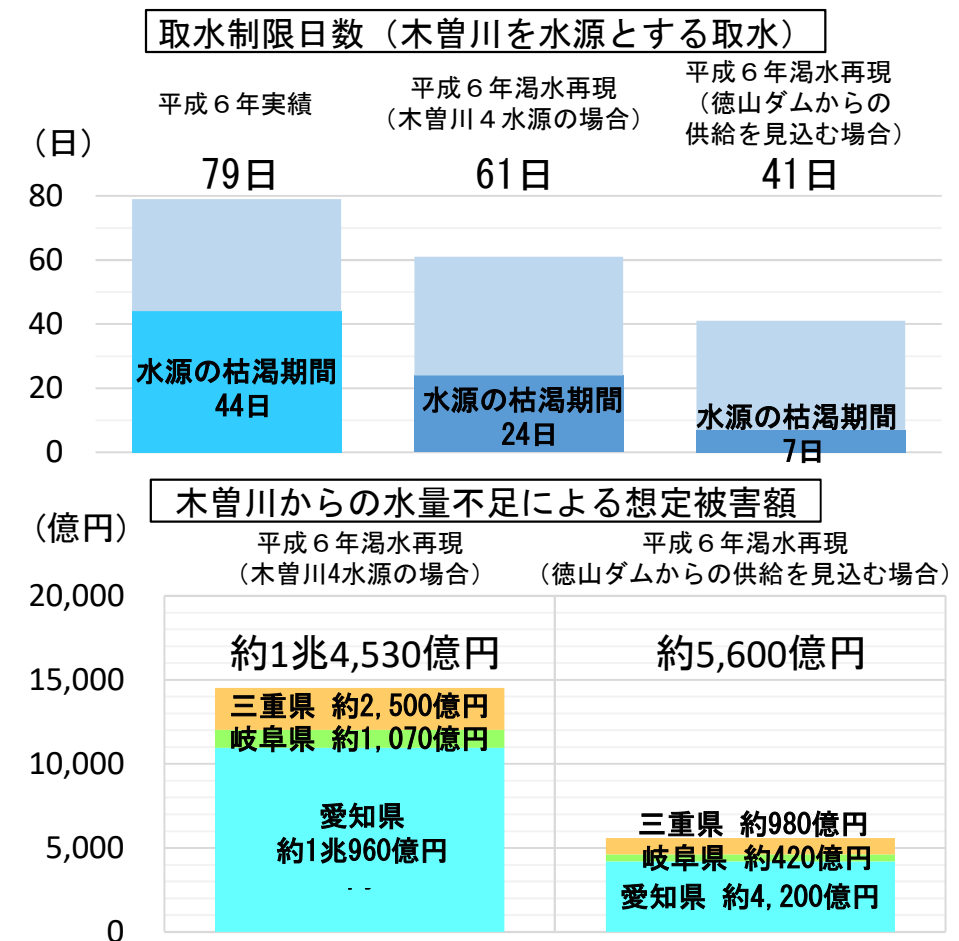 取水制限日数（木曽川を水源とする取水）
平成６年実績
79日
平成６年渇水再現
（木曽川４水源の場合）
61日
平成６年渇水再現
（徳山ダムからの
供給を見込む場合）
41日
（日）
80
60
40
20
0
水源の枯渇期間
44日
水源の枯渇期間
24日
水源の枯渇期間
7日
木曽川からの水量不足による想定被害額
（億円）
平成６年渇水再現
（木曽川4水源の場合）
平成６年渇水再現
（徳山ダムからの供給を見込む場合）
20,000
15,000
10,000
5,000
0
約1兆4,530億円
三重県 約2,500億円
岐阜県 約1,070億円
愛知県
約1兆960億円
約5,600億円
三重県 約980億円
岐阜県 約420億円
愛知県 約4,200億円